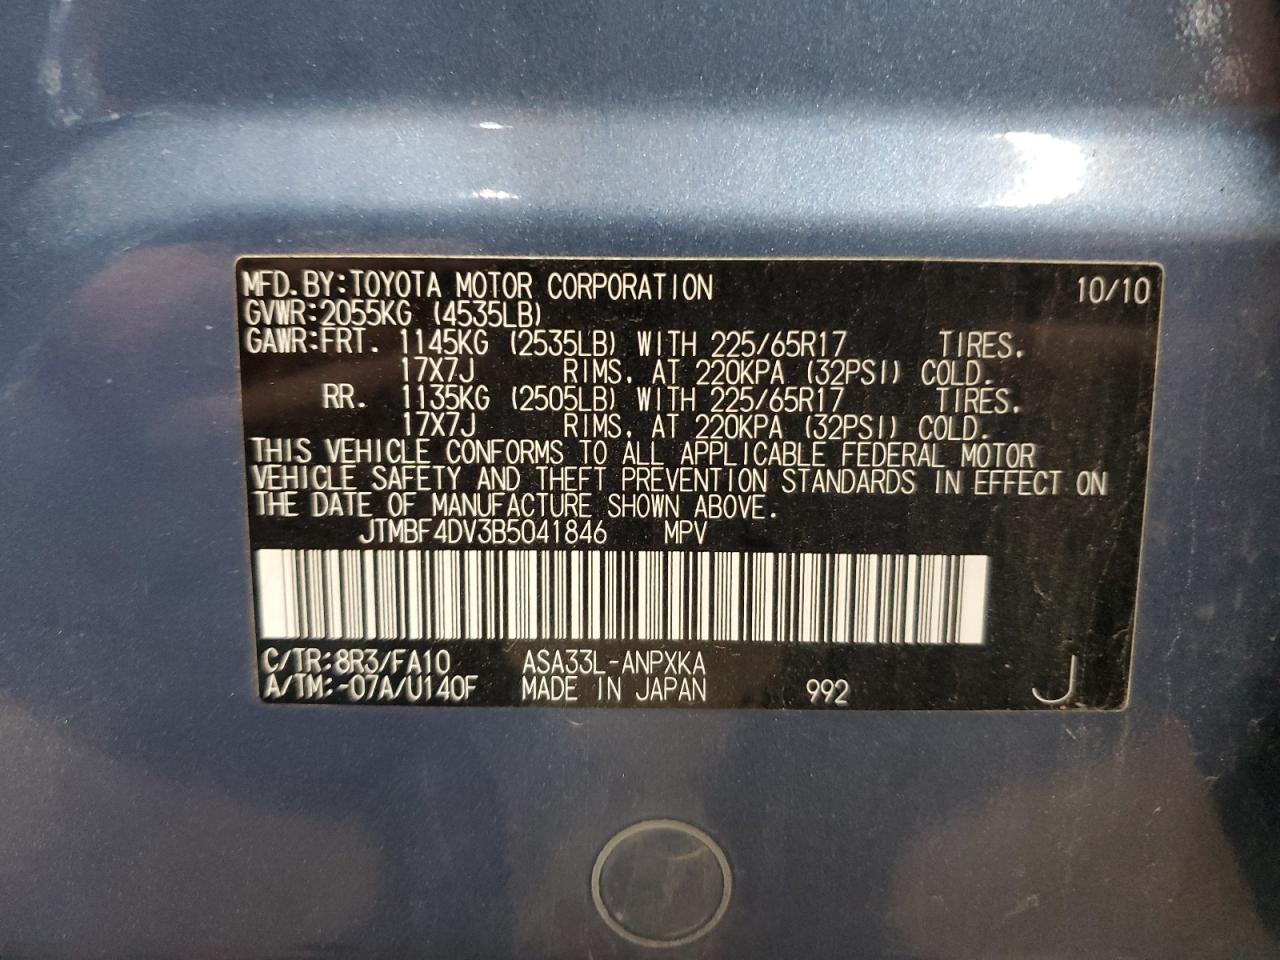 MFD. BY: TOYOTA MOTOR CORPORATION 10/10
GVWR: 2055KG (4535LB)
GAWR: FRT. 1145KG (2535LB) WITH 225/65R17 TIRES.
17X7J RIMS. AT 220KPA (32PSI) COLD.
RR. 1135KG (2505LB) WITH 225/65R17 TIRES.
17X7J RIMS. AT 220KPA (32PSI) COLD.
THIS VEHICLE CONFORMS TO ALL APPLICABLE FEDERAL MOTOR
VEHICLE SAFETY AND THEFT PREVENTION STANDARDS IN EFFECT ON
THE DATE OF MANUFACTURE SHOWN ABOVE.
JTMBF4DV3B5041846 MPV
C/TR: 8R3/FA10 ASA33L-ANPXKA
A/TM: -07A/U140F MADE IN JAPAN 992 J